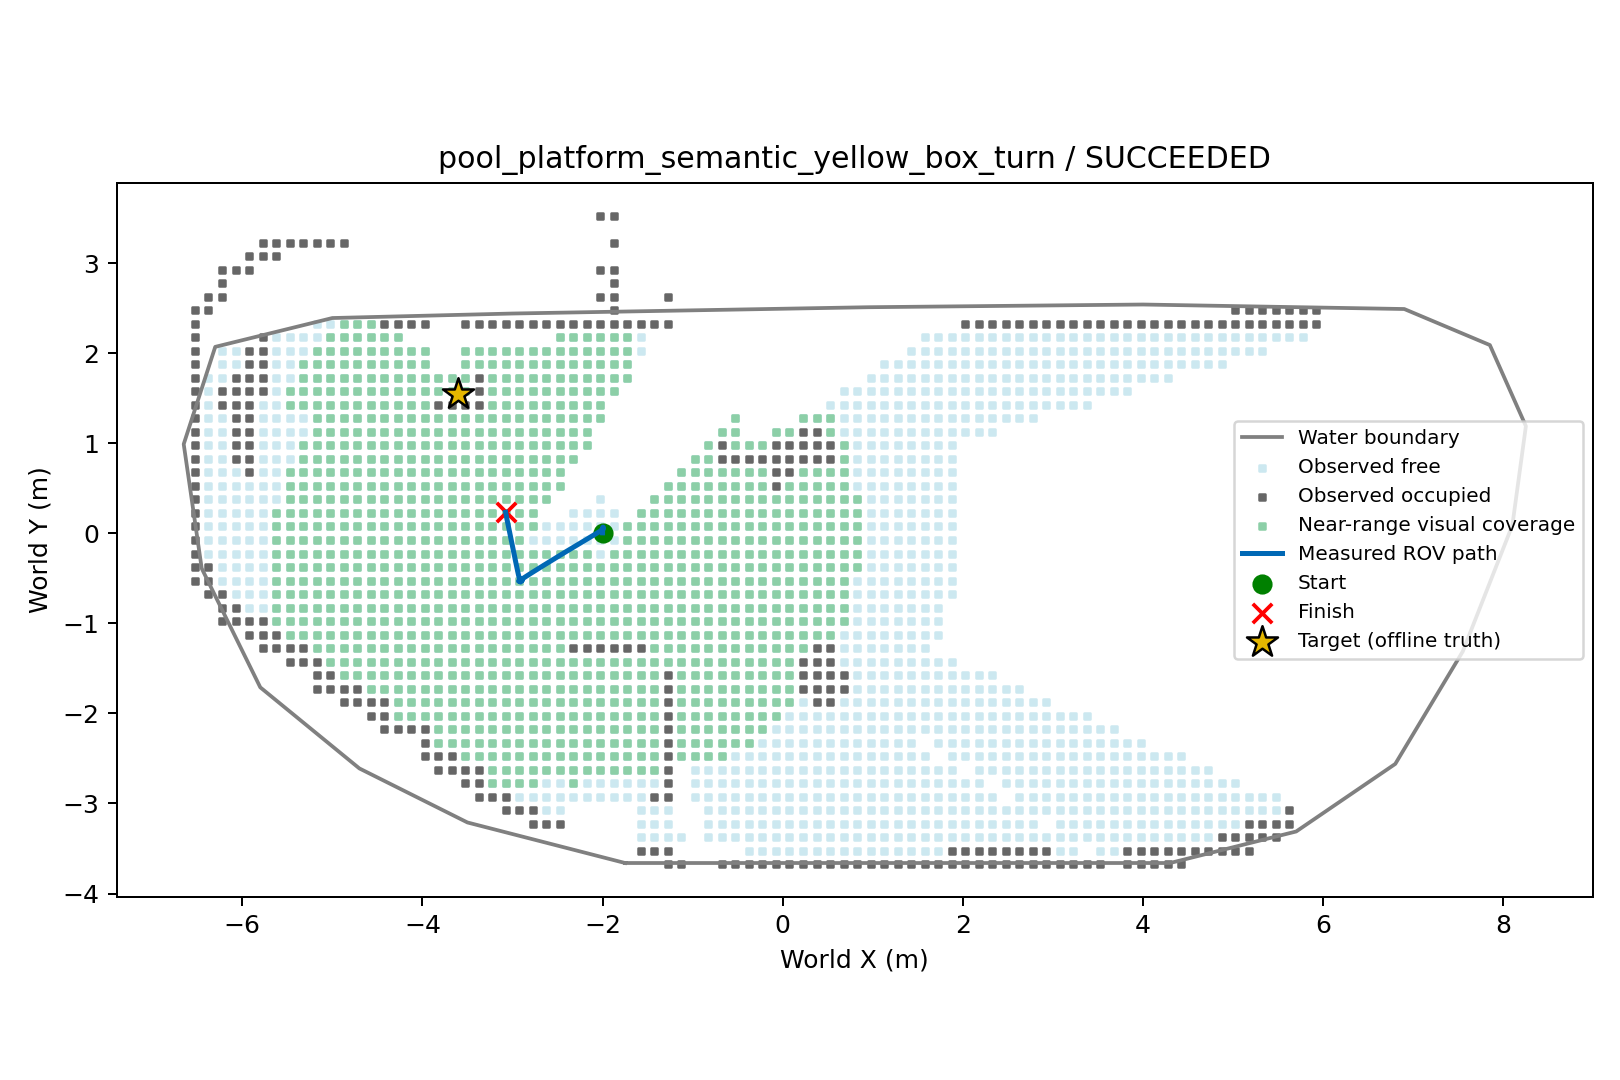 pool_platform_semantic_yellow_box_turn / SUCCEEDED
World Y (m)
3
2
1
0
−1
−2
−3
−4
Water boundary
Observed free
Observed occupied
Near-range visual coverage
Measured ROV path
Start
Finish
Target (offline truth)
−6 −4 −2 0 2 4 6 8
World X (m)